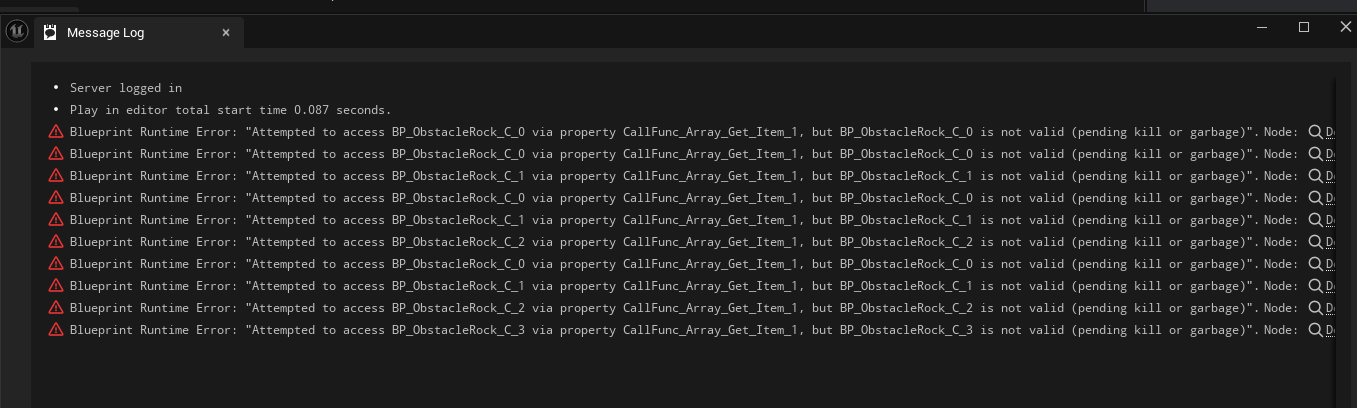 Message Log
Server logged in
Play in editor total start time 0.087 seconds.
Blueprint Runtime Error: "Attempted to access BP_ObstacleRock_C_0 via property CallFunc_Array_Get_Item_1, but BP_ObstacleRock_C_0 is not valid (pending kill or garbage)". Node:
Blueprint Runtime Error: "Attempted to access BP_ObstacleRock_C_0 via property CallFunc_Array_Get_Item_1, but BP_ObstacleRock_C_0 is not valid (pending kill or garbage)". Node:
Blueprint Runtime Error: "Attempted to access BP_ObstacleRock_C_1 via property CallFunc_Array_Get_Item_1, but BP_ObstacleRock_C_1 is not valid (pending kill or garbage)". Node:
Blueprint Runtime Error: "Attempted to access BP_ObstacleRock_C_0 via property CallFunc_Array_Get_Item_1, but BP_ObstacleRock_C_0 is not valid (pending kill or garbage)". Node:
Blueprint Runtime Error: "Attempted to access BP_ObstacleRock_C_1 via property CallFunc_Array_Get_Item_1, but BP_ObstacleRock_C_1 is not valid (pending kill or garbage)". Node:
Blueprint Runtime Error: "Attempted to access BP_ObstacleRock_C_2 via property CallFunc_Array_Get_Item_1, but BP_ObstacleRock_C_2 is not valid (pending kill or garbage)". Node:
Blueprint Runtime Error: "Attempted to access BP_ObstacleRock_C_0 via property CallFunc_Array_Get_Item_1, but BP_ObstacleRock_C_0 is not valid (pending kill or garbage)". Node:
Blueprint Runtime Error: "Attempted to access BP_ObstacleRock_C_1 via property CallFunc_Array_Get_Item_1, but BP_ObstacleRock_C_1 is not valid (pending kill or garbage)". Node:
Blueprint Runtime Error: "Attempted to access BP_ObstacleRock_C_2 via property CallFunc_Array_Get_Item_1, but BP_ObstacleRock_C_2 is not valid (pending kill or garbage)". Node:
Blueprint Runtime Error: "Attempted to access BP_ObstacleRock_C_3 via property CallFunc_Array_Get_Item_1, but BP_ObstacleRock_C_3 is not valid (pending kill or garbage)". Node: